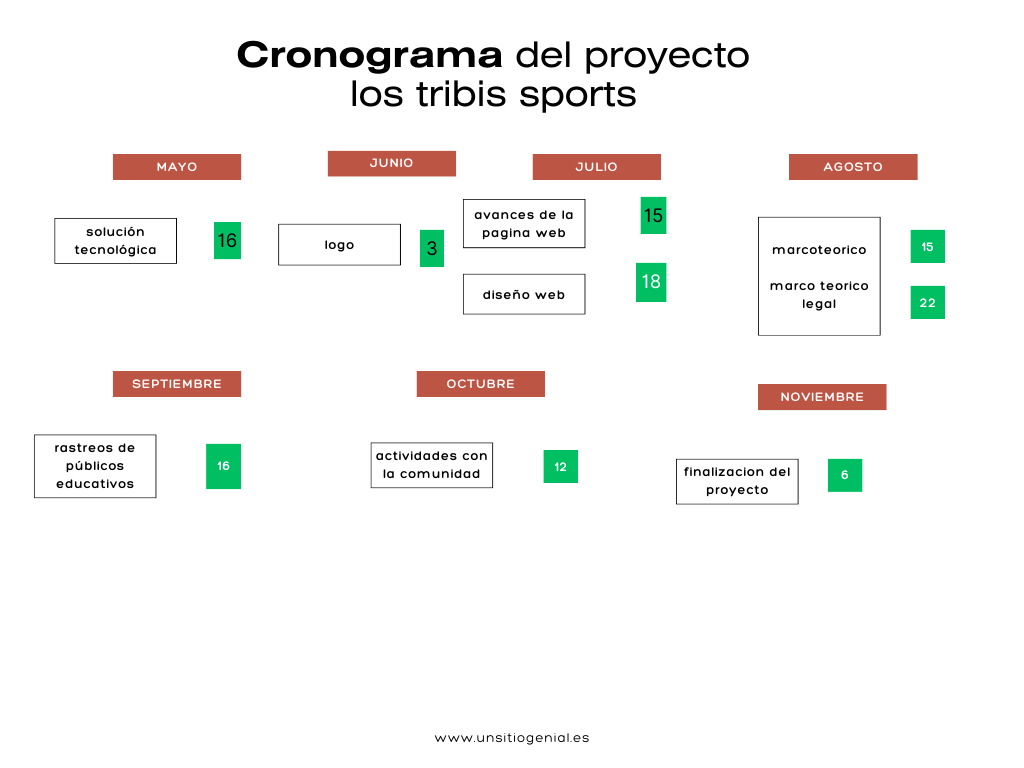 Cronograma del proyecto
los tribis sports
MAYO
solución
tecnológica
16
JUNIO
logo
3
JULIO
avances de la
pagina web
15
diseño web
18
AGOSTO
marcoteorico
15
marco teorico
legal
22
SEPTIEMBRE
rastreos de
públicos
educativos
16
OCTUBRE
actividades con
la comunidad
12
NOVIEMBRE
finalizacion del
proyecto
6
www.unsitiogenial.es